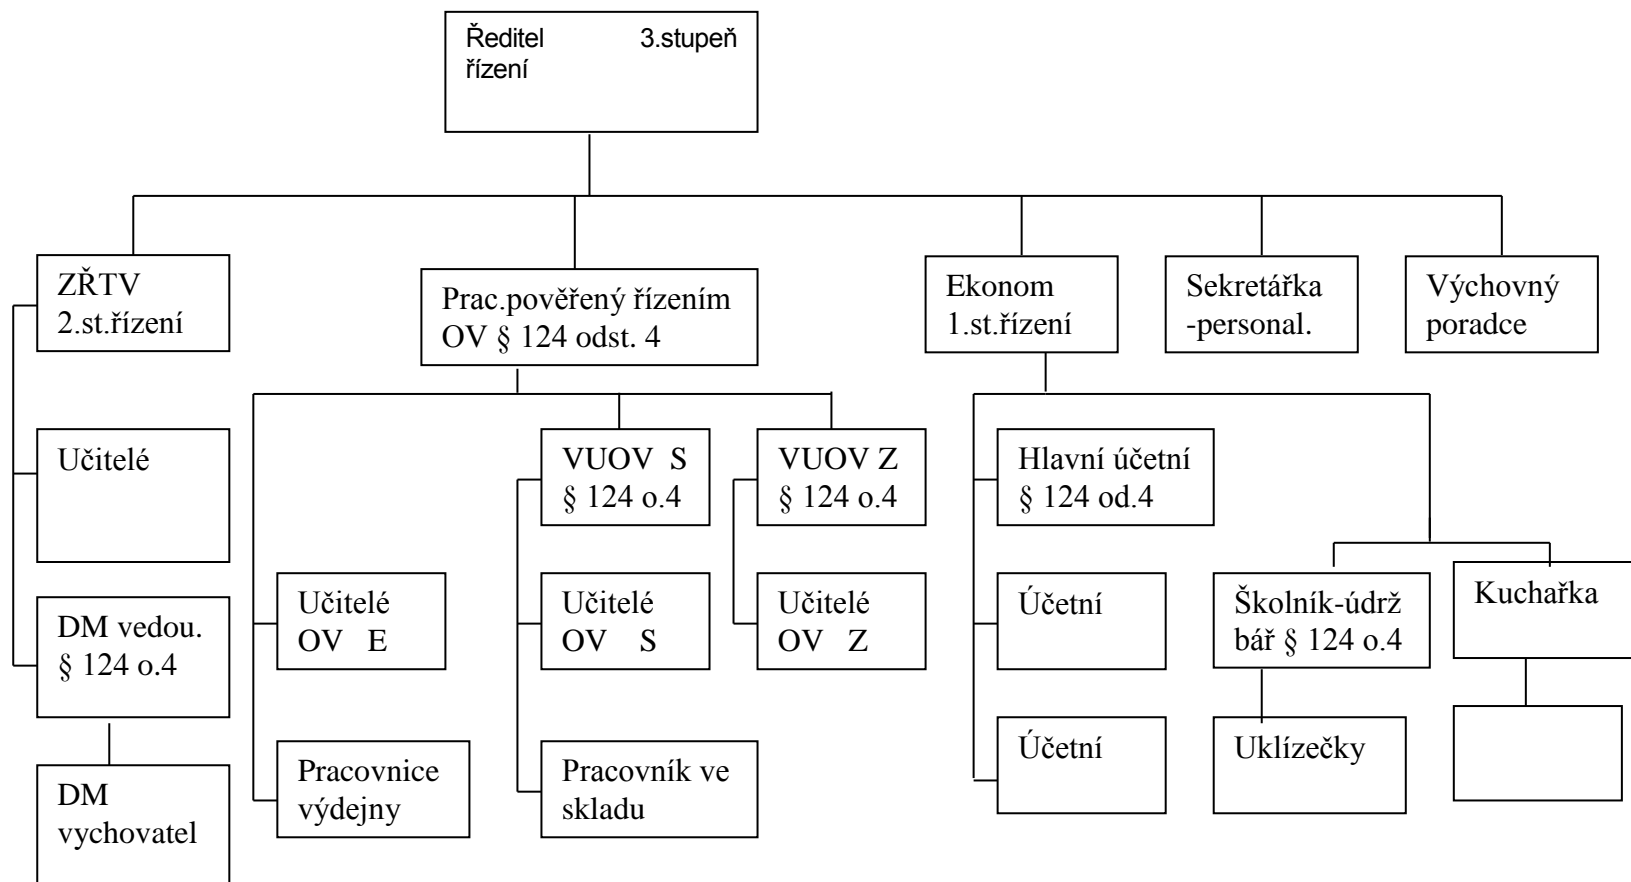 Ředitel 3.stupeň
řízení
ZŘTV
2.st.řízení
Prac.pověřený řízením
OV § 124 odst. 4
Ekonom
1.st.řízení
Sekretářka
-personal.
Výchovný
poradce
Učitelé
VUOV S
§ 124 o.4
VUOV Z
§ 124 o.4
Hlavní účetní
§ 124 od.4
DM vedou.
§ 124 o.4
Učitelé
OV E
Učitelé
OV S
Učitelé
OV Z
Účetní
Školník-údrž
bář § 124 o.4
Kuchařka
DM
vychovatel
Pracovnice
výdejny
Pracovník ve
skladu
Účetní
Uklízečky